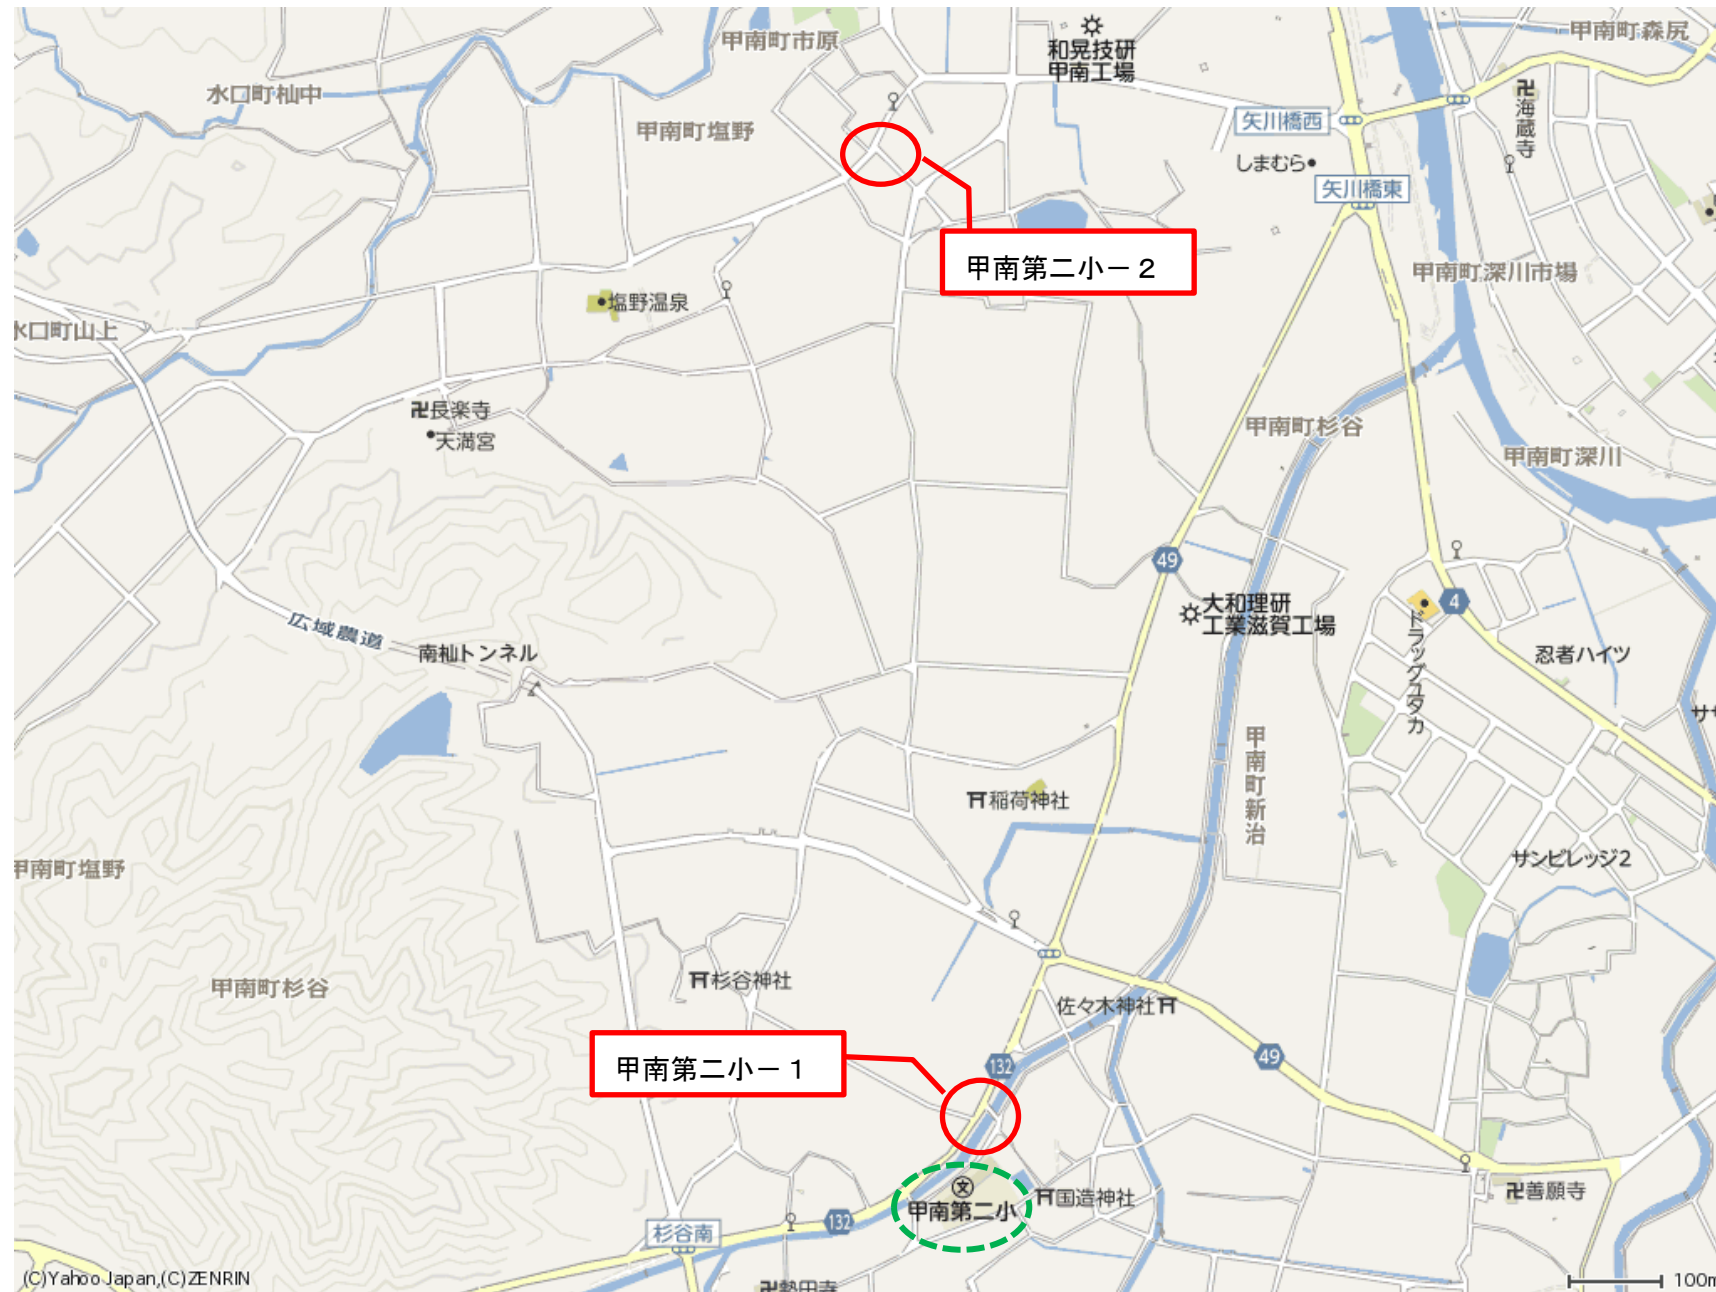 甲南町市原
和晃技研
甲南工場
甲南町森尻
水口町杣中
甲南町塩野
矢川橋西
海蔵寺
しまむら
矢川橋東
甲南第二小－２
甲南町深川市場
塩野温泉
水口町山上
長楽寺
天満宮
甲南町杉谷
甲南町深川
49
大和理研
工業滋賀工場
4
ドラッグユタカ
忍者ハイツ
広域農道
南杣トンネル
甲南町新治
稲荷神社
サンビレッジ2
甲南町塩野
甲南町杉谷
杉谷神社
佐々木神社
甲南第二小－１
132
49
文
甲南第二小
国造神社
善願寺
132
杉谷南
(C)Yahoo Japan,(C)ZENRIN
100m